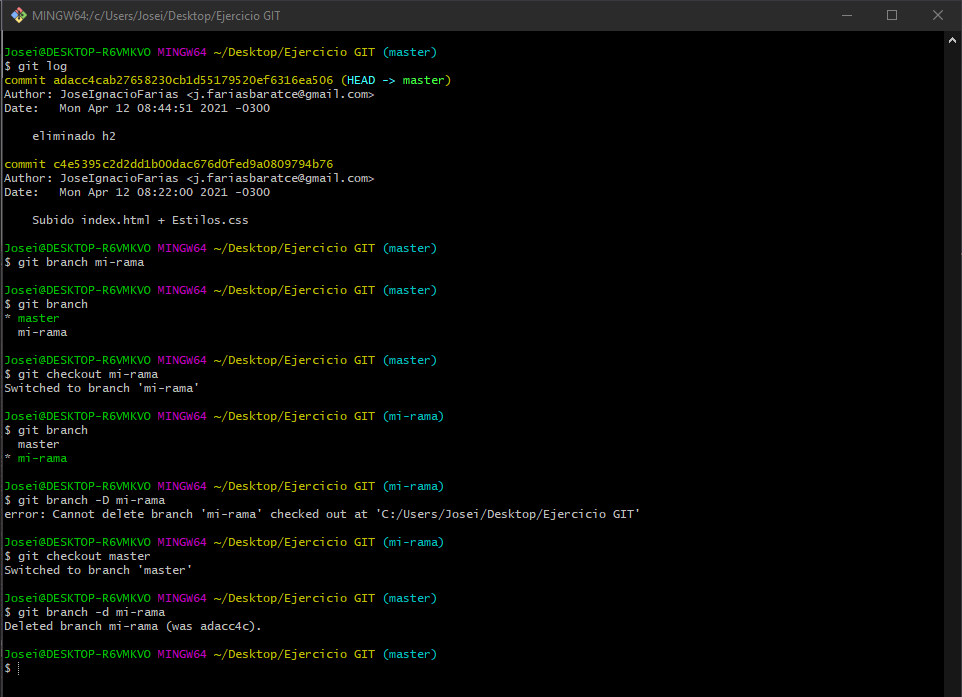 MINGW64:/c/Users/Josei/Desktop/Ejercicio GIT
Josei@DESKTOP-R6VMKVO MINGW64 ~/Desktop/Ejercicio GIT (master)
$ git log
commit adacc4cab27658230cb1d55179520ef6316ea506 (HEAD -> master)
Author: JoseIgnacioFarias <j.fariasbaratce@gmail.com>
Date:   Mon Apr 12 08:44:51 2021 -0300
    eliminado h2
commit c4e5395c2d2dd1b00dac676d0fed9a0809794b76
Author: JoseIgnacioFarias <j.fariasbaratce@gmail.com>
Date:   Mon Apr 12 08:22:00 2021 -0300
    Subido index.html + Estilos.css
Josei@DESKTOP-R6VMKVO MINGW64 ~/Desktop/Ejercicio GIT (master)
$ git branch mi-rama
Josei@DESKTOP-R6VMKVO MINGW64 ~/Desktop/Ejercicio GIT (master)
$ git branch
* master
  mi-rama
Josei@DESKTOP-R6VMKVO MINGW64 ~/Desktop/Ejercicio GIT (master)
$ git checkout mi-rama
Switched to branch 'mi-rama'
Josei@DESKTOP-R6VMKVO MINGW64 ~/Desktop/Ejercicio GIT (mi-rama)
$ git branch
  master
* mi-rama
Josei@DESKTOP-R6VMKVO MINGW64 ~/Desktop/Ejercicio GIT (mi-rama)
$ git branch -D mi-rama
error: Cannot delete branch 'mi-rama' checked out at 'C:/Users/Josei/Desktop/Ejercicio GIT'
Josei@DESKTOP-R6VMKVO MINGW64 ~/Desktop/Ejercicio GIT (mi-rama)
$ git checkout master
Switched to branch 'master'
Josei@DESKTOP-R6VMKVO MINGW64 ~/Desktop/Ejercicio GIT (master)
$ git branch -d mi-rama
Deleted branch mi-rama (was adacc4c).
Josei@DESKTOP-R6VMKVO MINGW64 ~/Desktop/Ejercicio GIT (master)
$